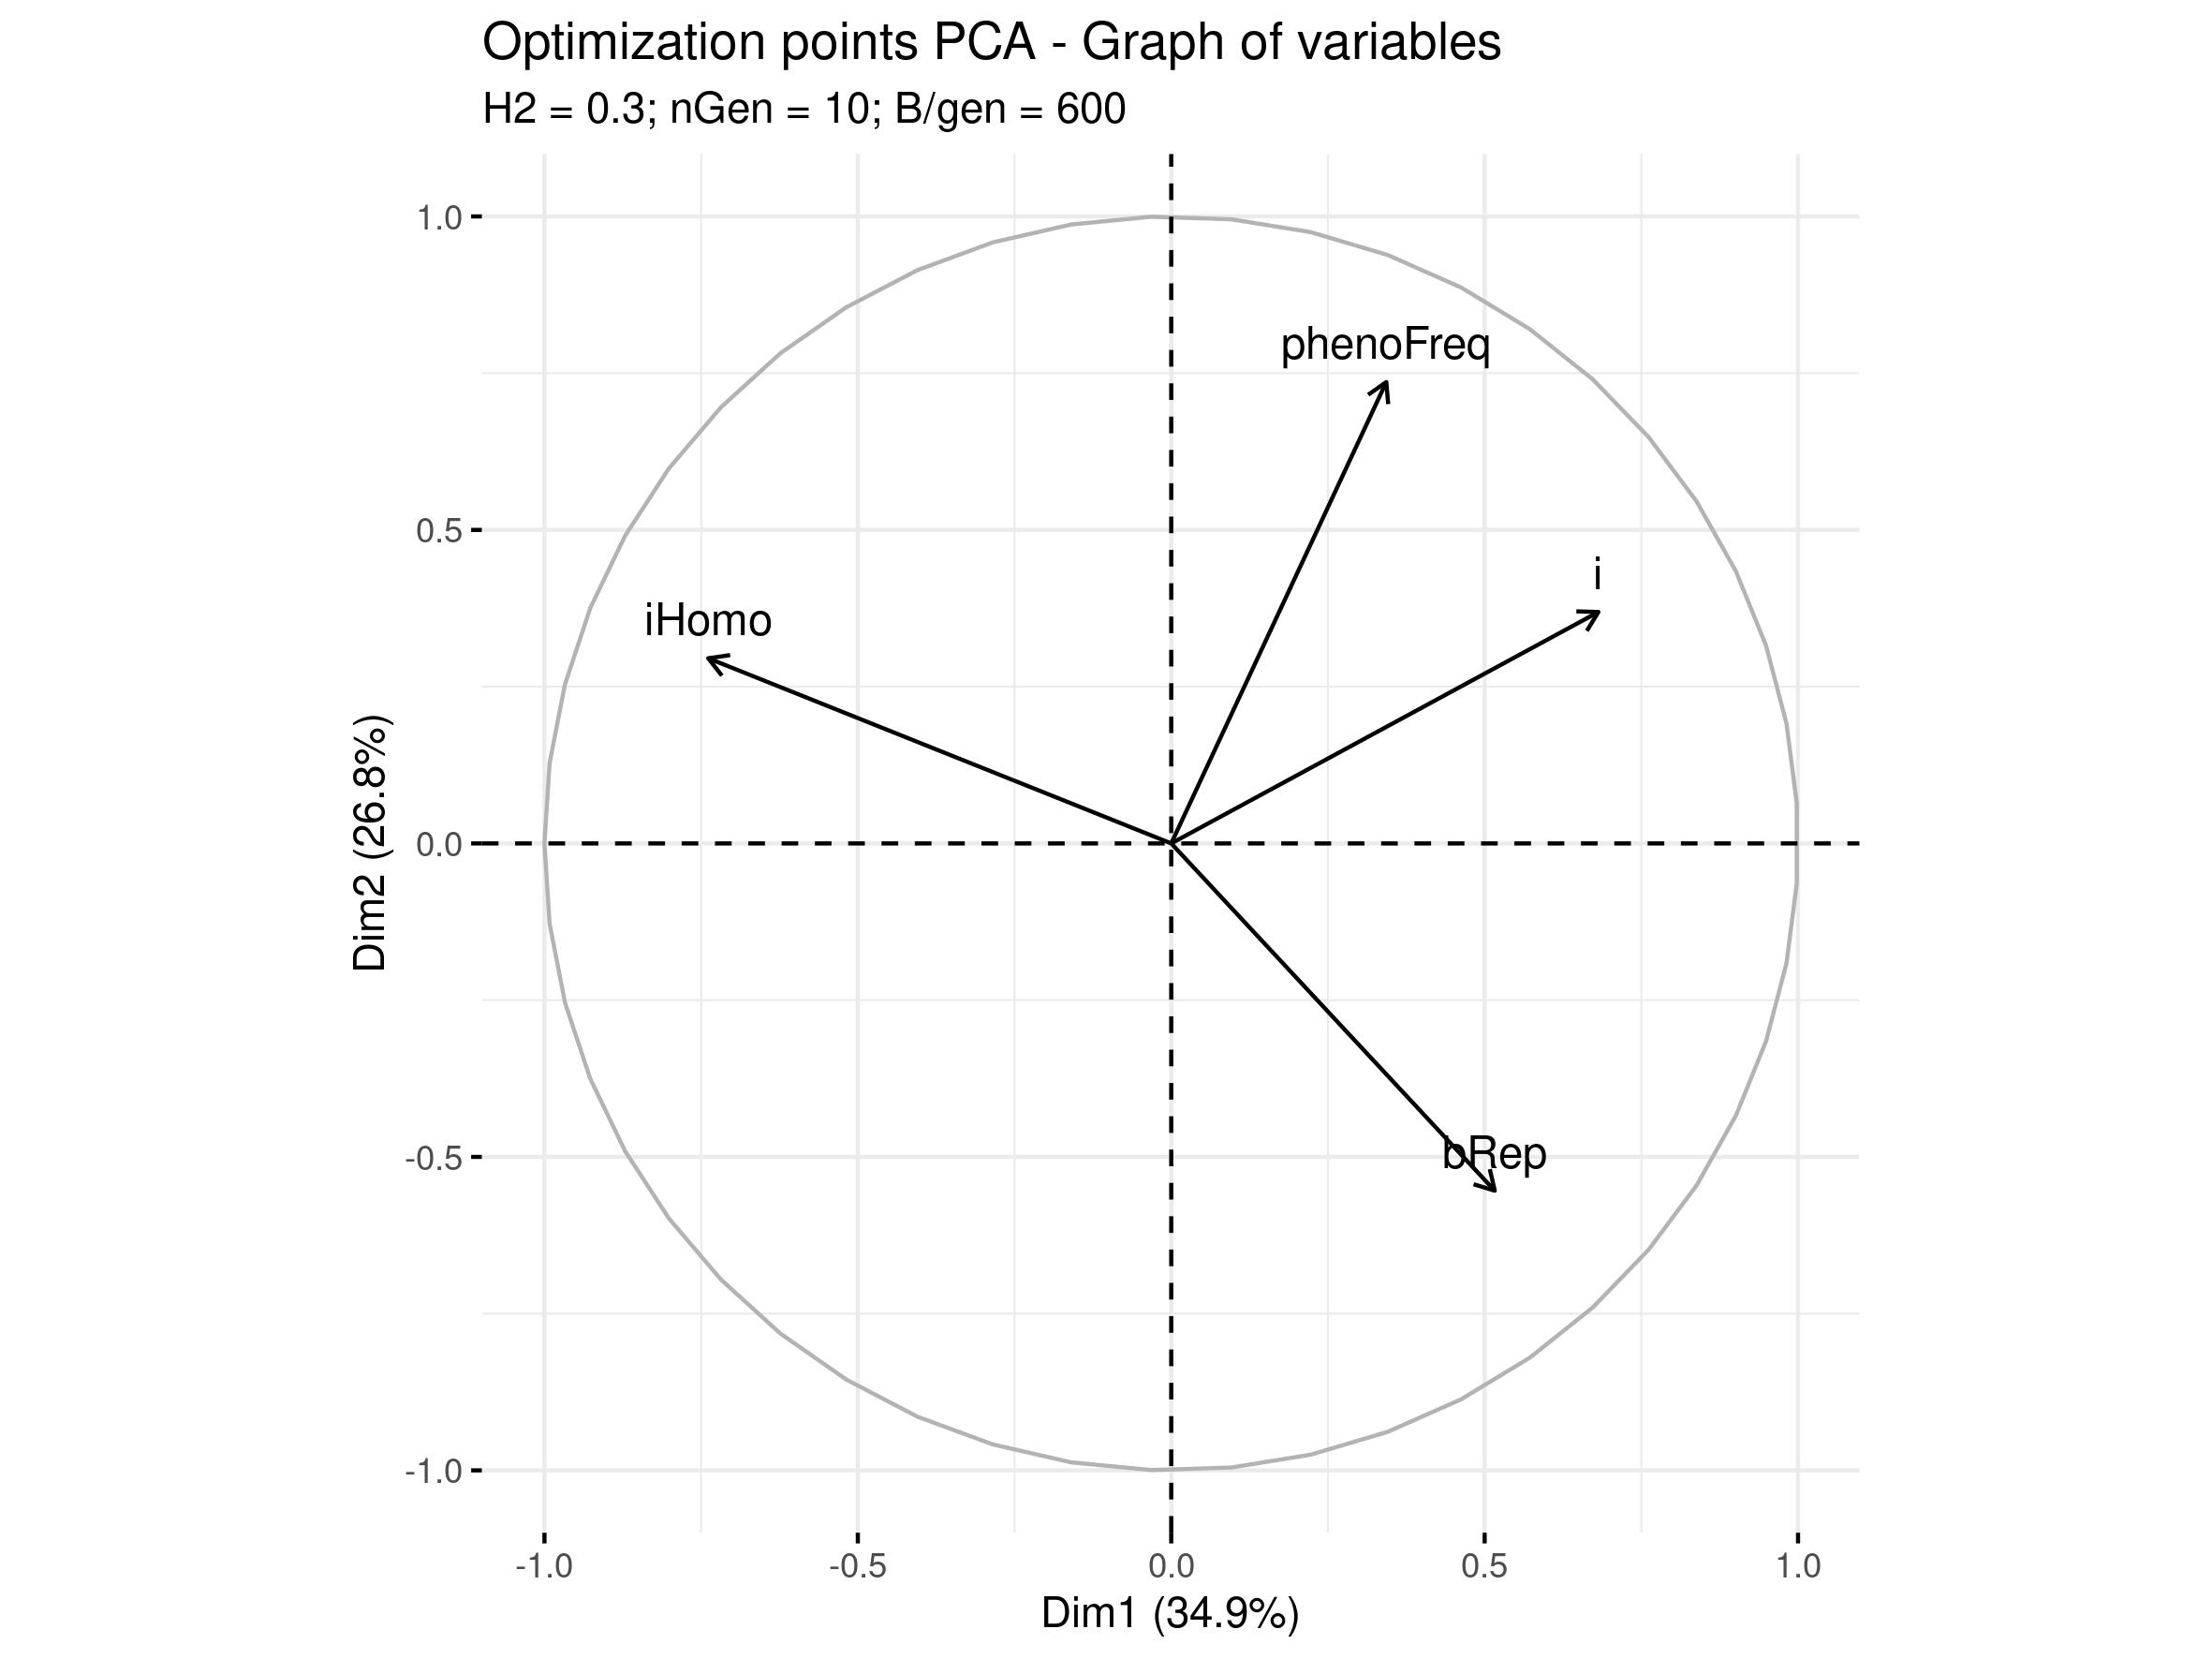 Optimization points PCA - Graph of variables
H2 = 0.3; nGen = 10; B/gen = 600
1.0
0.5
0.0
-0.5
-1.0
Dim2 (26.8%)
phenoFreq
i
iHomo
bRep
-1.0
-0.5
0.0
0.5
1.0
Dim1 (34.9%)